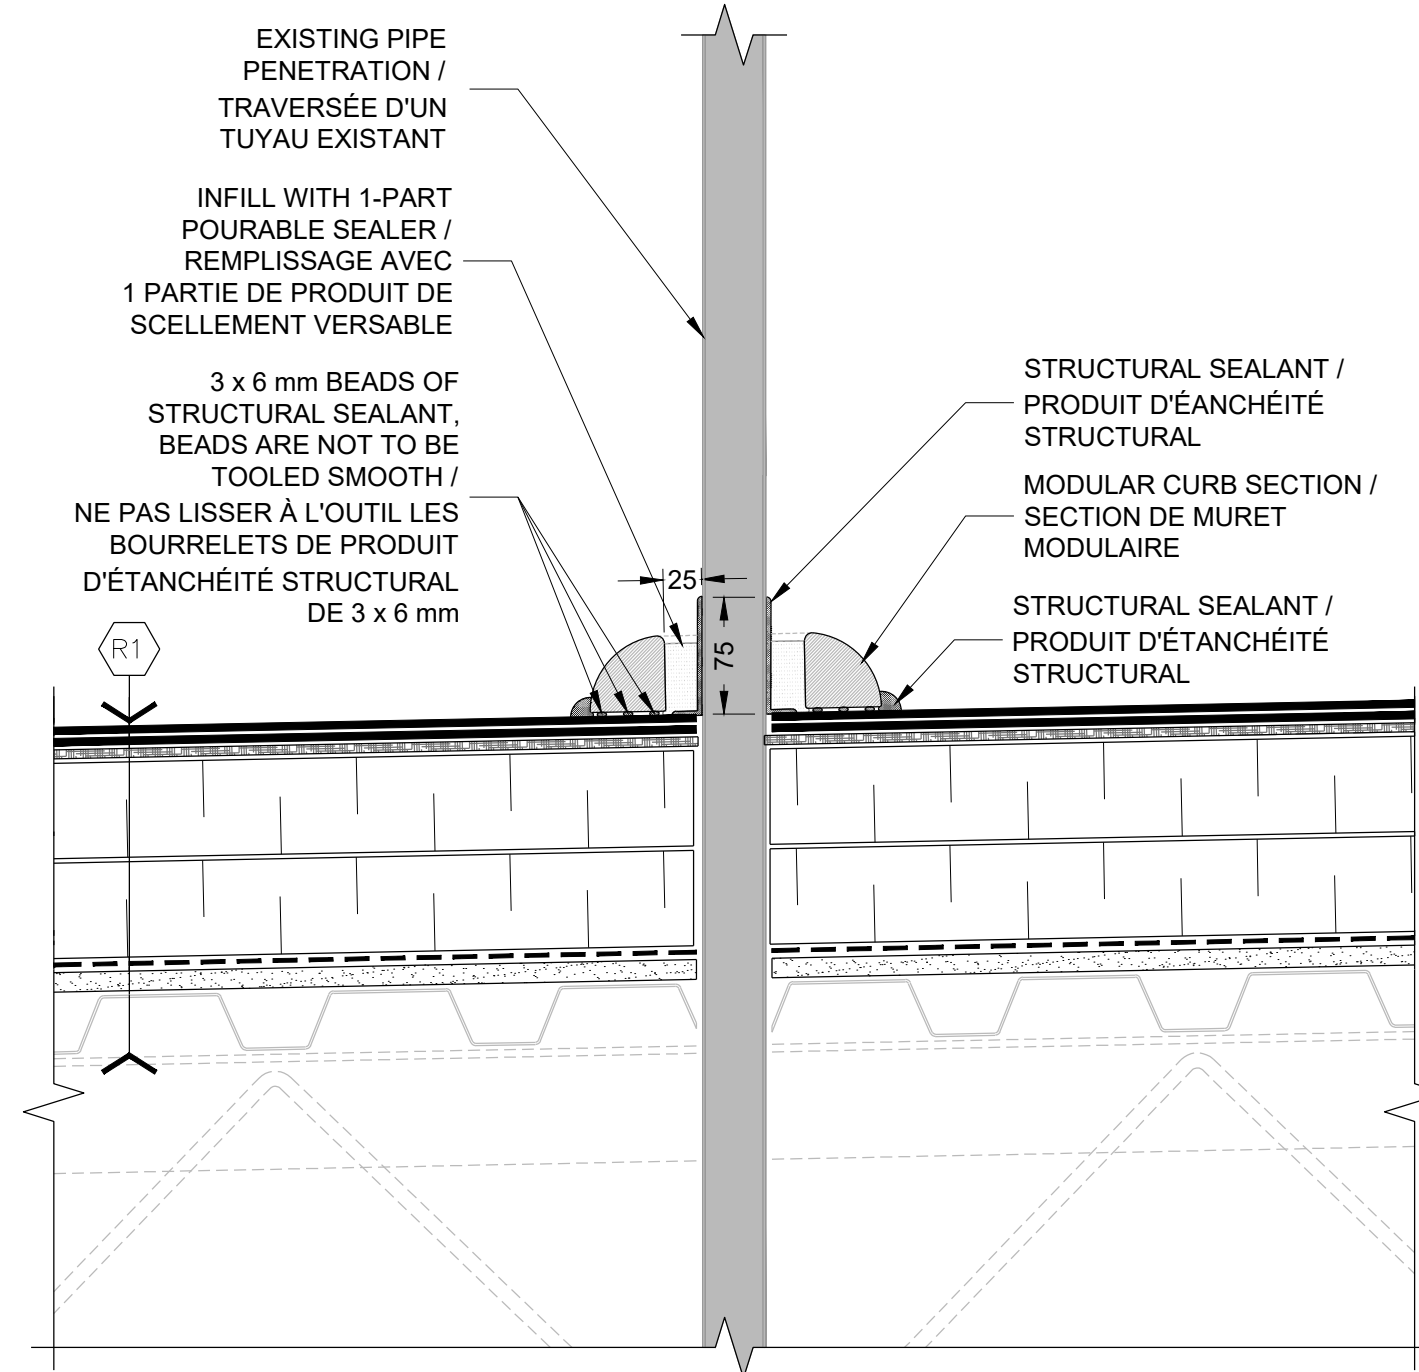 EXISTING PIPE
PENETRATION /
TRAVERSÉE D'UN
TUYAU EXISTANT
INFILL WITH 1-PART
POURABLE SEALER /
REMPLISSAGE AVEC
1 PARTIE DE PRODUIT DE
SCELLEMENT VERSABLE
3 x 6 mm BEADS OF
STRUCTURAL SEALANT,
BEADS ARE NOT TO BE
TOOLED SMOOTH /
NE PAS LISSER À L'OUTIL LES
BOURRELETS DE PRODUIT
D'ÉTANCHÉITÉ STRUCTURAL
DE 3 x 6 mm
R1
25
75
STRUCTURAL SEALANT /
PRODUIT D'ÉANCHÉITÉ
STRUCTURAL
MODULAR CURB SECTION /
SECTION DE MURET
MODULAIRE
STRUCTURAL SEALANT /
PRODUIT D'ÉTANCHÉITÉ
STRUCTURAL